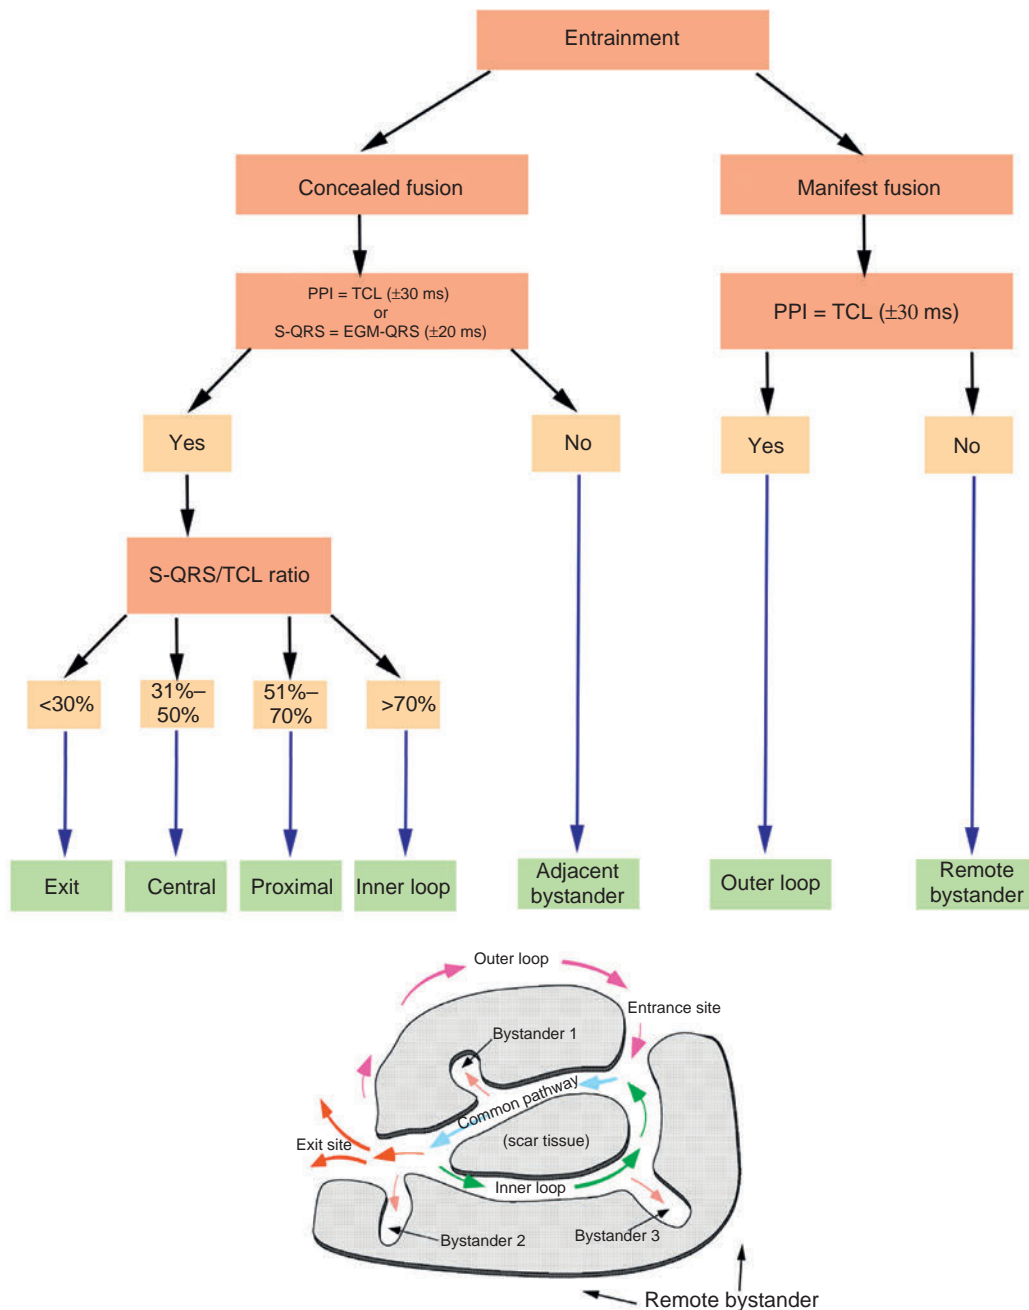 Entrainment
Concealed fusion
Manifest fusion
PPI = TCL (±30 ms)
or
S-QRS = EGM-QRS (±20 ms)
PPI = TCL (±30 ms)
Yes
No
Yes
No
S-QRS/TCL ratio
<30%
31%–
50%
51%–
70%
>70%
Exit
Central
Proximal
Inner loop
Adjacent
bystander
Outer loop
Remote
bystander
Outer loop
Entrance site
Bystander 1
Common pathway
Exit site
(scar tissue)
Inner loop
Bystander 2
Bystander 3
Remote bystander